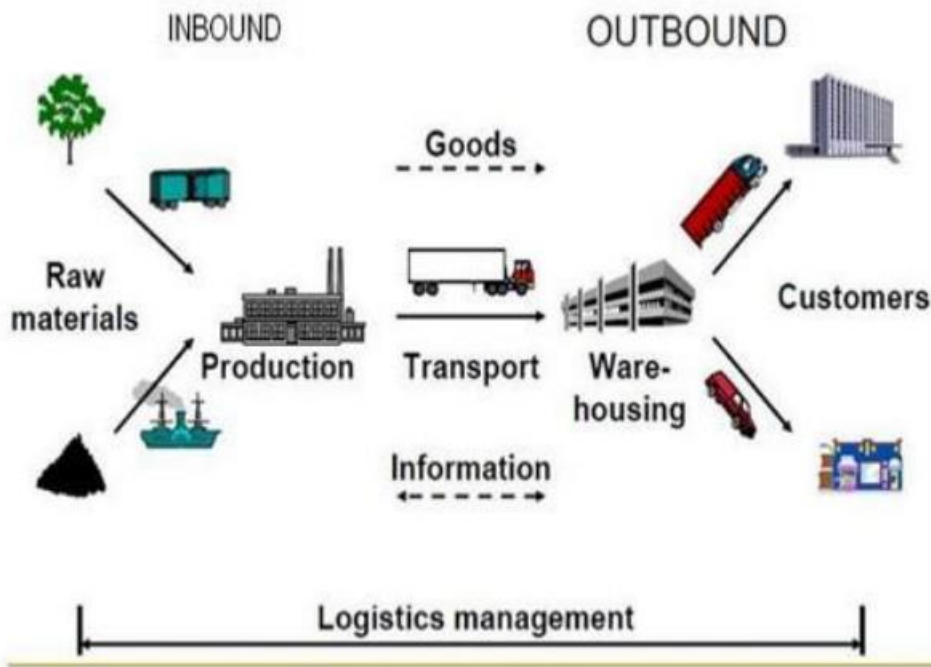 INBOUND
OUTBOUND
Goods
Raw
materials
Customers
Production
Transport
Ware-
housing
Information
Logistics management